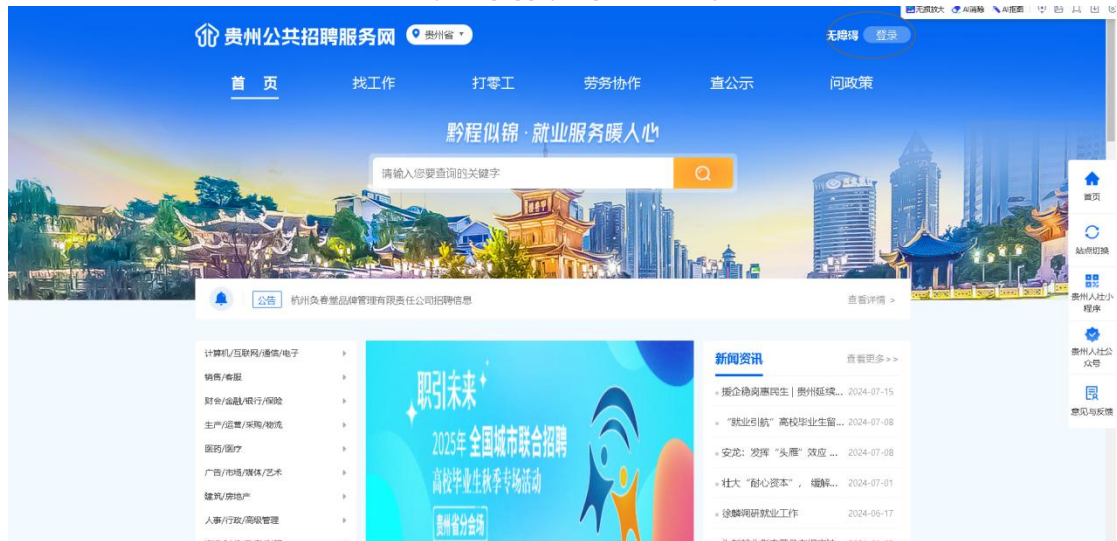 无损放大 AI消除 AI抠图
贵州公共招聘服务网 贵州省
无障碍 登录
首 页 找工作 打零工 劳务协作 查公示 问政策
黔程似锦·就业服务暖人心
请输入您要查询的关键字
公告 杭州灸春堂品牌管理有限责任公司招聘信息 查看详情 >
首页
站点切换
贵州人社小
程序
贵州人社公
众号
意见与反馈
计算机/互联网/通信/电子
销售/客服
财会/金融/银行/保险
生产/运营/采购/物流
医药/医疗
广告/市场/媒体/艺术
建筑/房地产
人事/行政/高级管理
职引未来
2025年 全国城市联合招聘
高校毕业生秋季专场活动
贵州省分会场
新闻资讯 查看更多>>
援企稳岗惠民生 | 贵州延续... 2024-07-15
“就业引航”高校毕业生留... 2024-07-08
安龙：发挥“头雁”效应 ... 2024-07-08
壮大“耐心资本”， 缓解... 2024-07-01
徐麟调研就业工作 2024-06-17